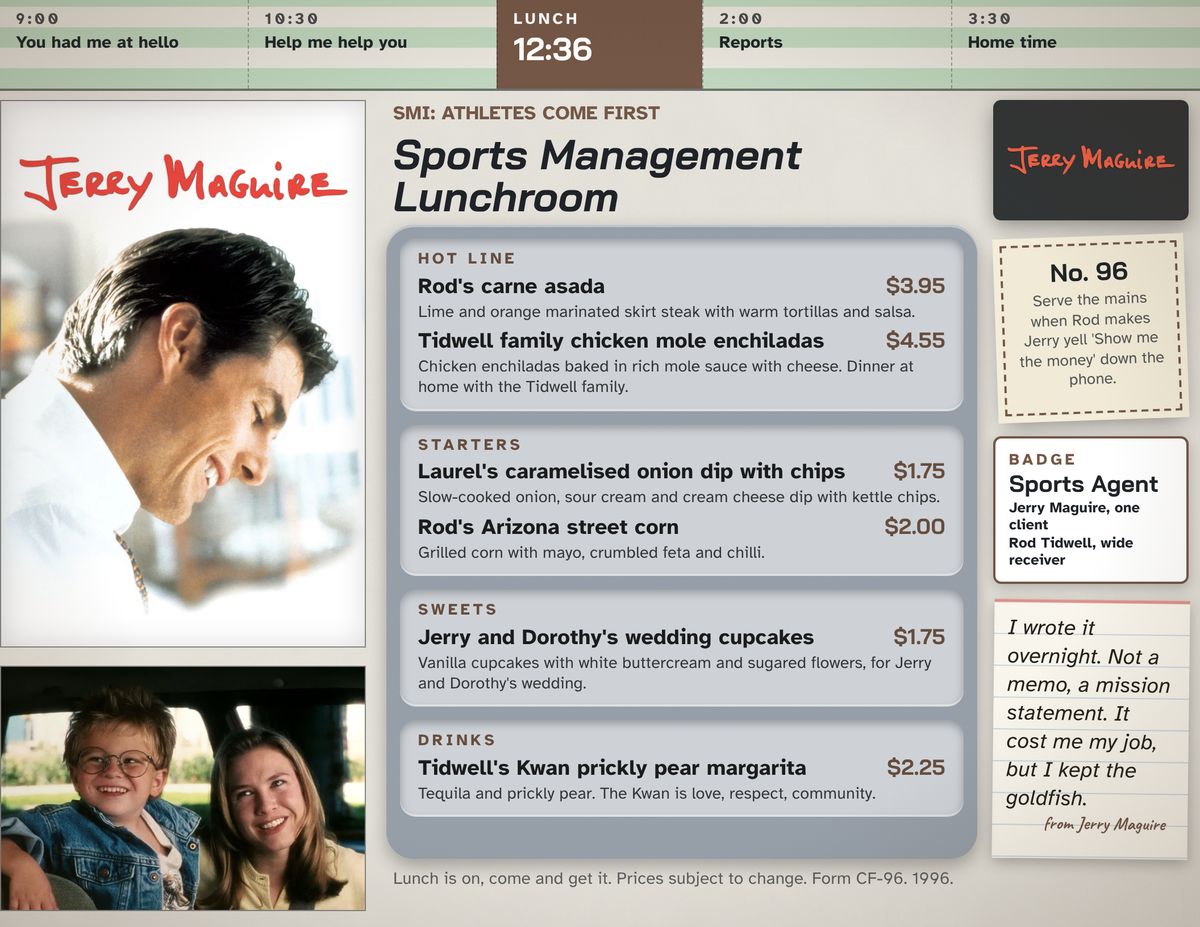 9:00
You had me at hello
10:30
Help me help you
LUNCH
12:36
2:00
Reports
3:30
Home time
JERRY MAGUIRE
SMI: ATHLETES COME FIRST
Sports Management
Lunchroom
HOT LINE
Rod's carne asada $3.95
Lime and orange marinated skirt steak with warm tortillas and salsa.
Tidwell family chicken mole enchiladas $4.55
Chicken enchiladas baked in rich mole sauce with cheese. Dinner at
home with the Tidwell family.
STARTERS
Laurel's caramelised onion dip with chips $1.75
Slow-cooked onion, sour cream and cream cheese dip with kettle chips.
Rod's Arizona street corn $2.00
Grilled corn with mayo, crumbled feta and chilli.
SWEETS
Jerry and Dorothy's wedding cupcakes $1.75
Vanilla cupcakes with white buttercream and sugared flowers, for Jerry
and Dorothy's wedding.
DRINKS
Tidwell's Kwan prickly pear margarita $2.25
Tequila and prickly pear. The Kwan is love, respect, community.
Lunch is on, come and get it. Prices subject to change. Form CF-96. 1996.
JERRY MAGUIRE
No. 96
Serve the mains
when Rod makes
Jerry yell 'Show me
the money' down the
phone.
BADGE
Sports Agent
Jerry Maguire, one
client
Rod Tidwell, wide
receiver
I wrote it
overnight. Not a
memo, a mission
statement. It
cost me my job,
but I kept the
goldfish.
from Jerry Maguire